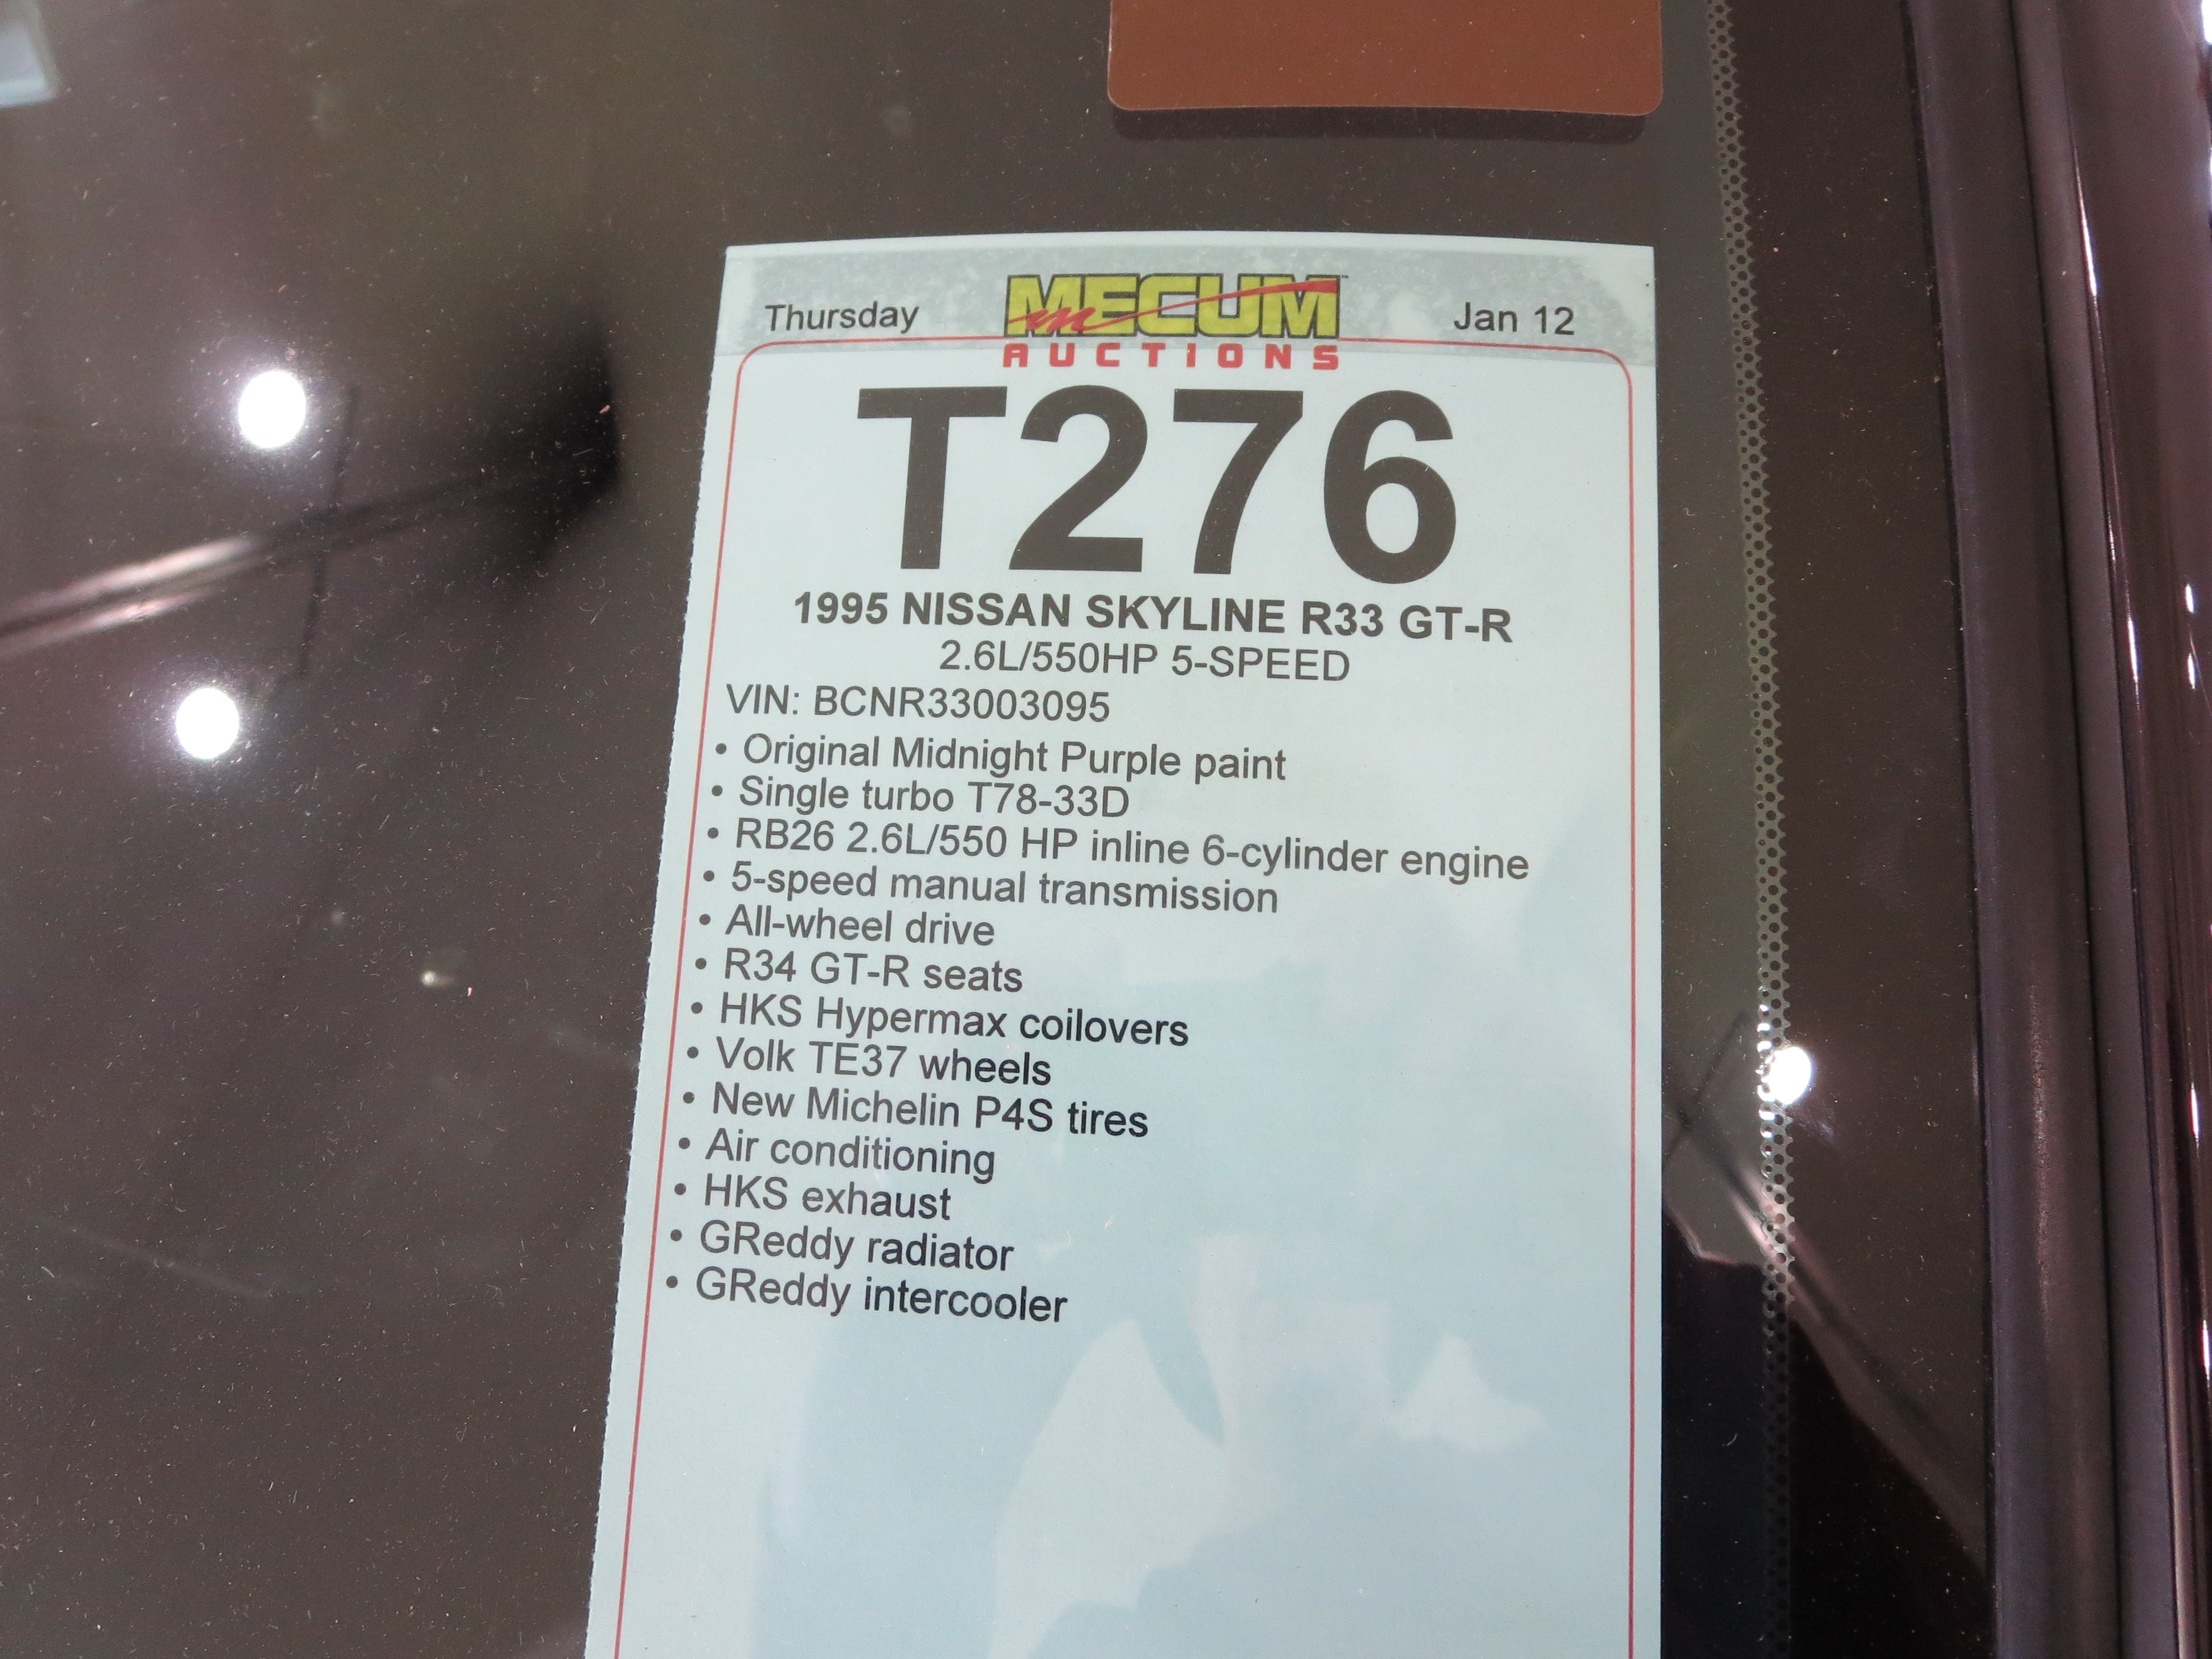 Thursday MECUM Jan 12
AUCTIONS
T276
1995 NISSAN SKYLINE R33 GT-R
2.6L/550HP 5-SPEED
VIN: BCNR33003095
• Original Midnight Purple paint
• Single turbo T78-33D
• RB26 2.6L/550 HP inline 6-cylinder engine
• 5-speed manual transmission
• All-wheel drive
• R34 GT-R seats
• HKS Hypermax coilovers
• Volk TE37 wheels
• New Michelin P4S tires
• Air conditioning
• HKS exhaust
• GReddy radiator
• GReddy intercooler